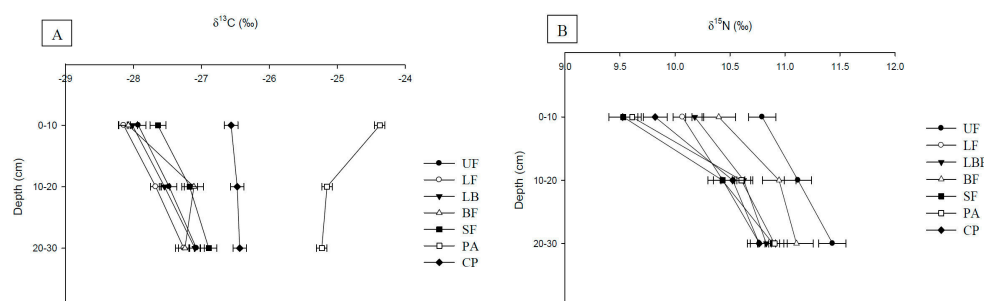 A
δ13C (‰)
-29 -28 -27 -26 -25 -24
0-10
10-20
20-30
Depth (cm)
UF
LF
LB
BF
SF
PA
CP
B
δ15N (‰)
9.0 9.5 10.0 10.5 11.0 11.5 12.0
0-10
10-20
20-30
Depth (cm)
UF
LF
LBF
BF
SF
PA
CP